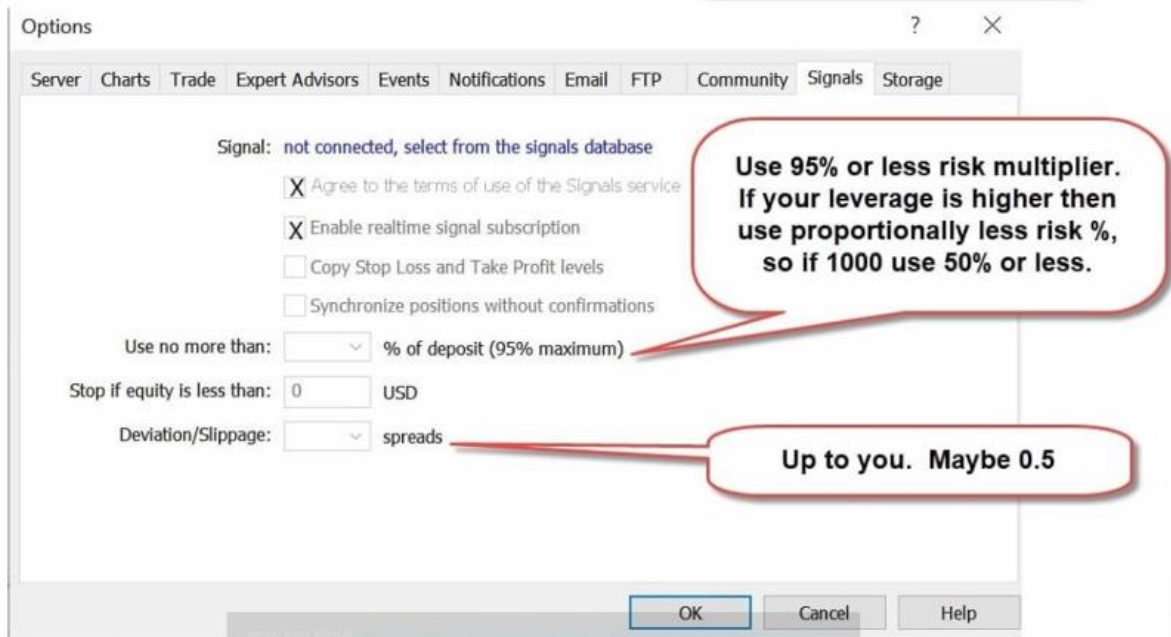 Options
?
Server Charts Trade Expert Advisors Events Notifications Email FTP Community Signals Storage
Signal: not connected, select from the signals database
X Agree to the terms of use of the Signals service
X Enable realtime signal subscription
Copy Stop Loss and Take Profit levels
Synchronize positions without confirmations
Use no more than: % of deposit (95% maximum)
Stop if equity is less than: 0 USD
Deviation/Slippage: spreads
Use 95% or less risk multiplier.
If your leverage is higher then
use proportionally less risk %,
so if 1000 use 50% or less.
Up to you. Maybe 0.5
OK Cancel Help